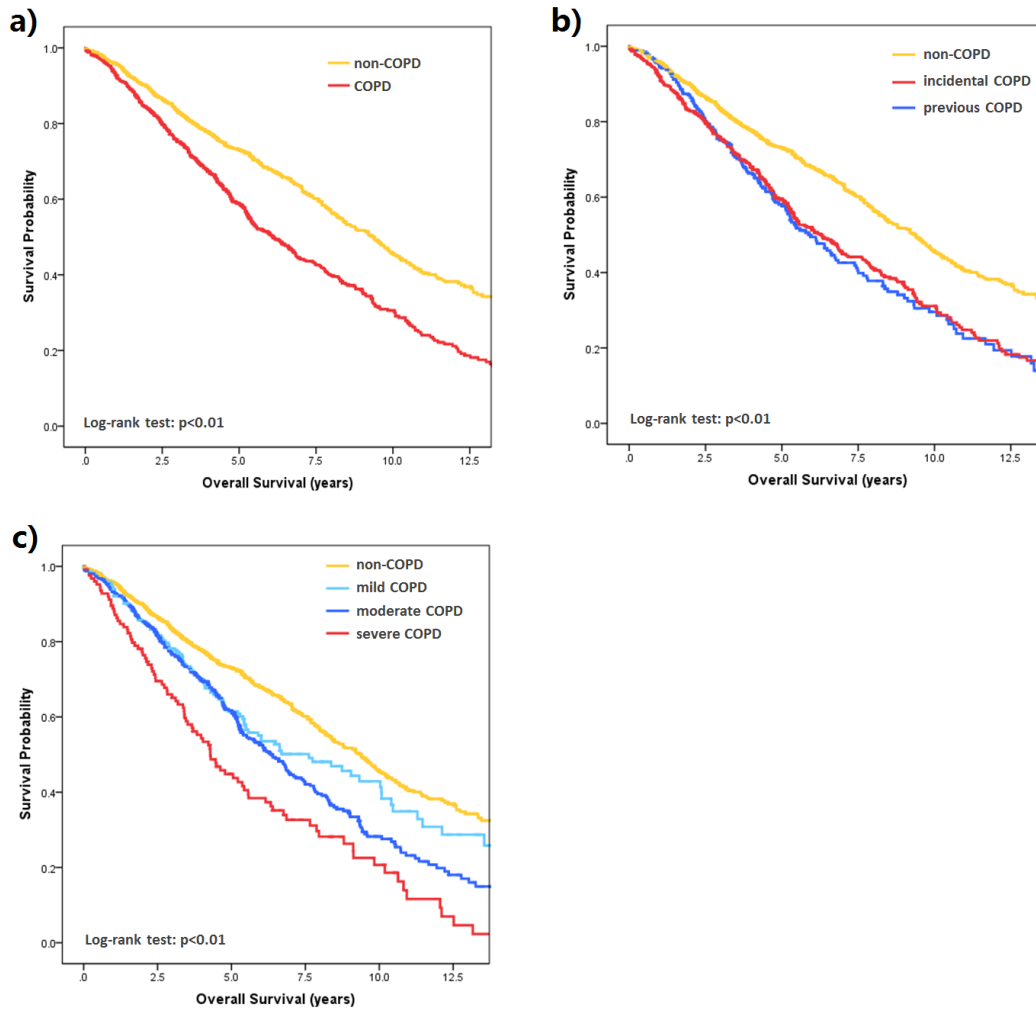 a)
non-COPD
COPD
1.0
0.8
0.6
0.4
0.2
0.0
Survival Probability
Log-rank test: p<0.01
.0 2.5 5.0 7.5 10.0 12.5
Overall Survival (years)
b)
non-COPD
incidental COPD
previous COPD
1.0
0.8
0.6
0.4
0.2
0.0
Survival Probability
Log-rank test: p<0.01
.0 2.5 5.0 7.5 10.0 12.5
Overall Survival (years)
c)
non-COPD
mild COPD
moderate COPD
severe COPD
1.0
0.8
0.6
0.4
0.2
0.0
Survival Probability
Log-rank test: p<0.01
.0 2.5 5.0 7.5 10.0 12.5
Overall Survival (years)